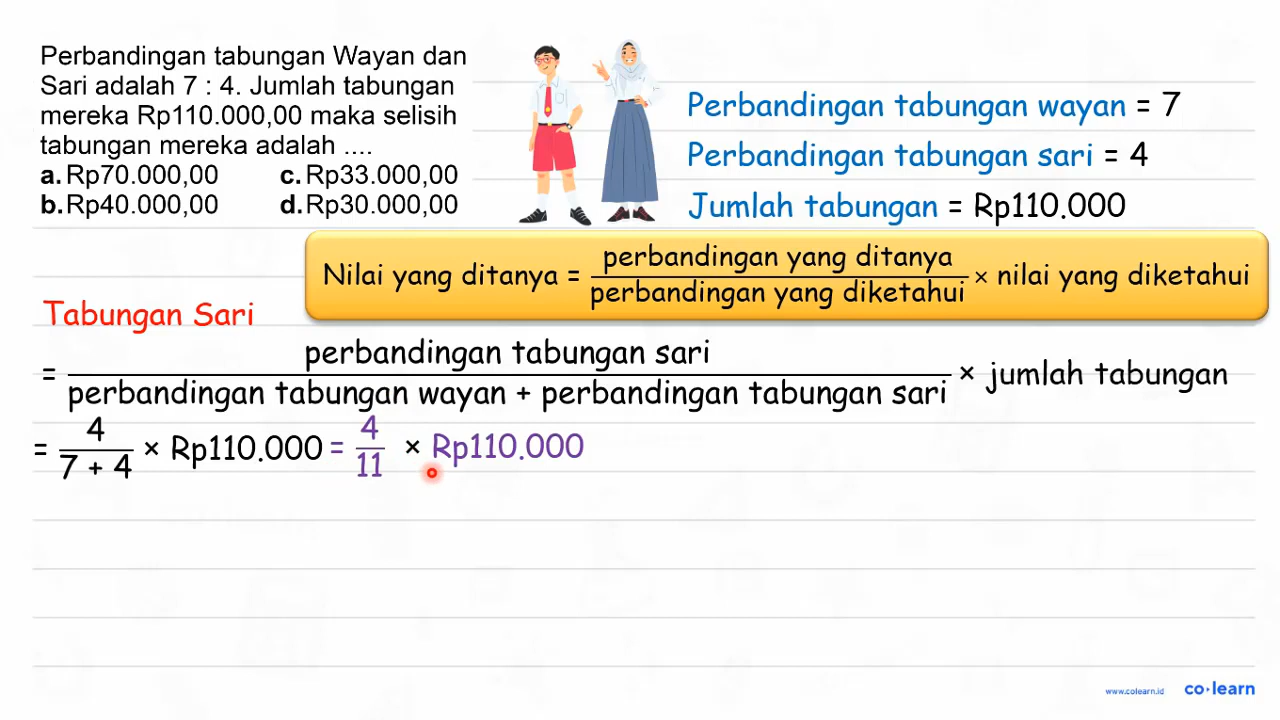 Perbandingan tabungan Wayan dan
Sari adalah 7 : 4. Jumlah tabungan
mereka Rp110.000,00 maka selisih
tabungan mereka adalah ....
a. Rp70.000,00 c. Rp33.000,00
b. Rp40.000,00 d. Rp30.000,00
Perbandingan tabungan wayan = 7
Perbandingan tabungan sari = 4
Jumlah tabungan = Rp110.000
Nilai yang ditanya = perbandingan yang ditanya / perbandingan yang diketahui × nilai yang diketahui
Tabungan Sari
= perbandingan tabungan sari / perbandingan tabungan wayan + perbandingan tabungan sari × jumlah tabungan
= 4 / 7 + 4 × Rp110.000 = 4 / 11 × Rp110.000
www.colearn.id co·learn